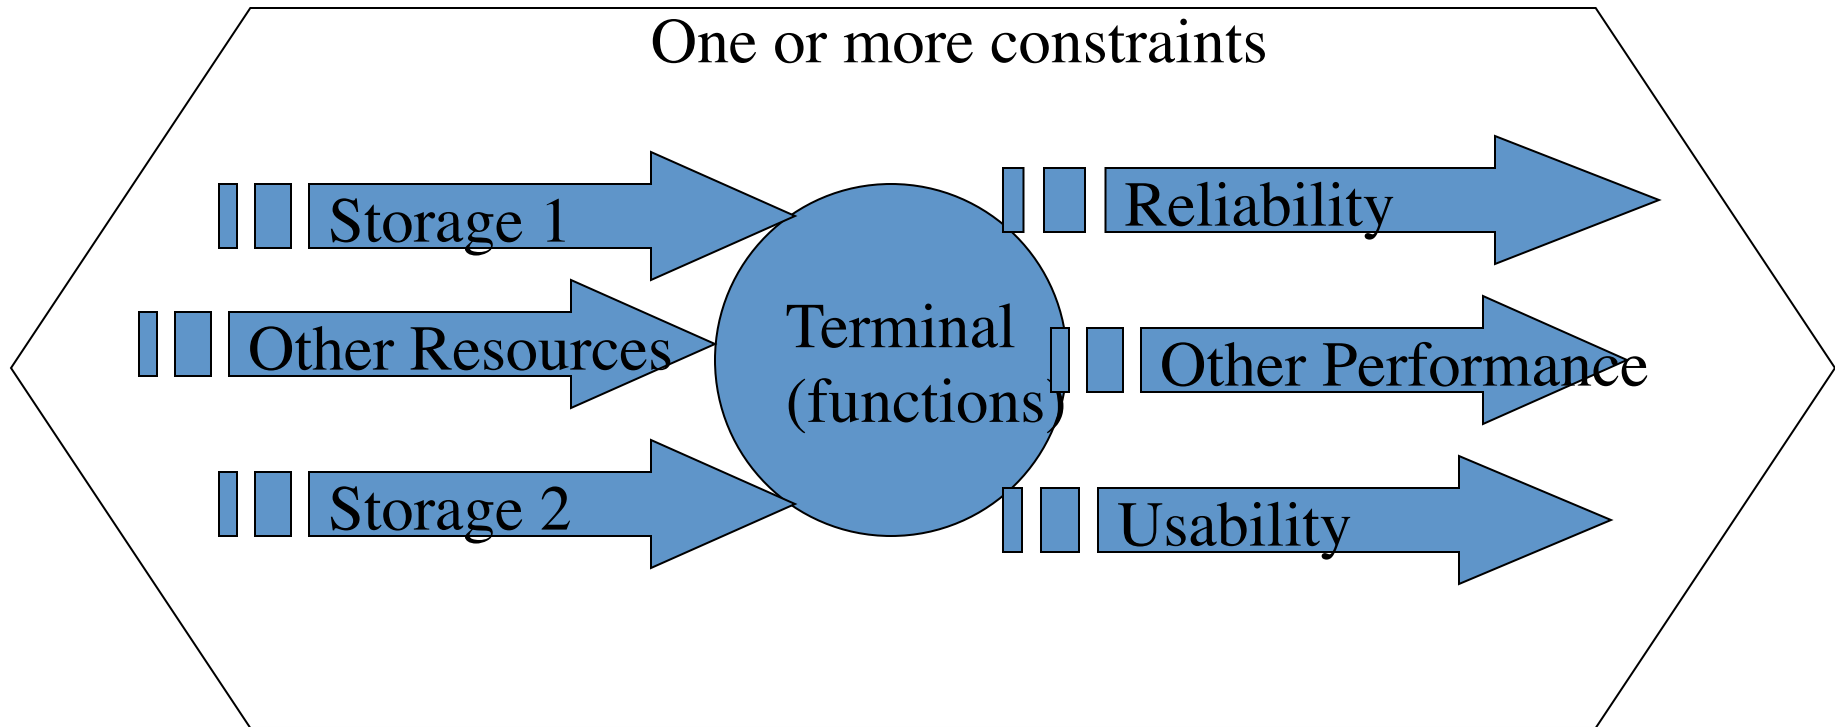 One or more constraints
Storage 1
Other Resources
Storage 2
Terminal
(functions)
Reliability
Other Performance
Usability